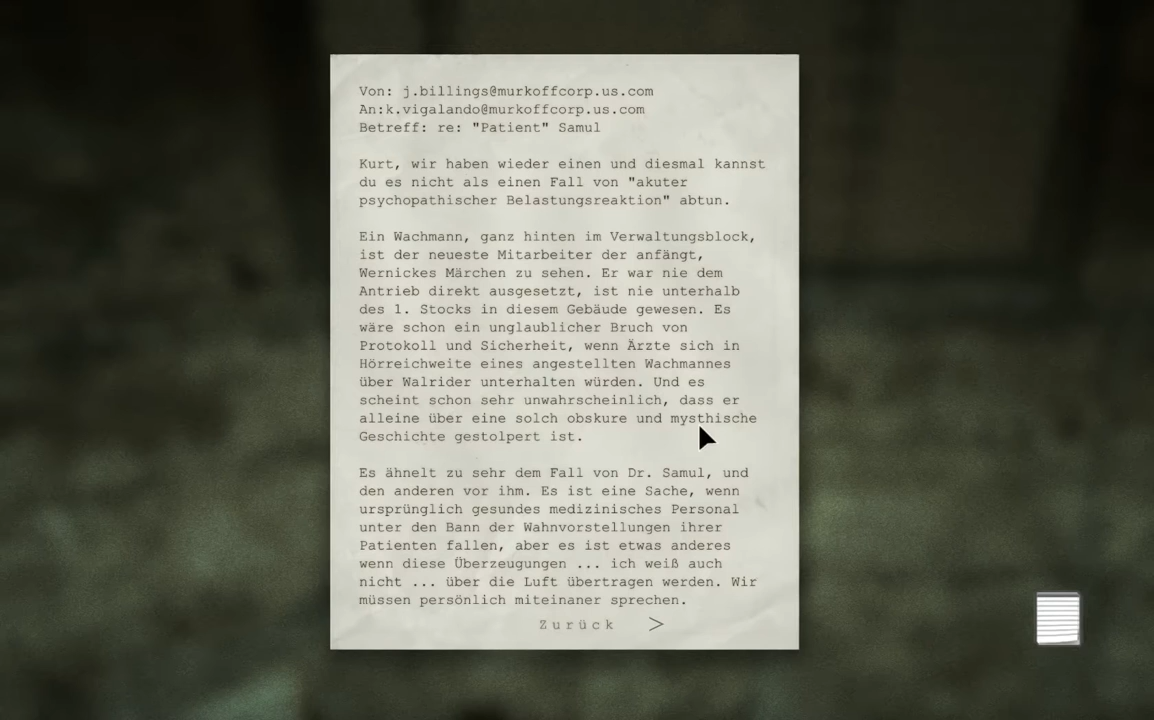 Von: j.billings@murkoffcorp.us.com
An:k.vigalando@murkoffcorp.us.com
Betreff: re: "Patient" Samul
Kurt, wir haben wieder einen und diesmal kannst
du es nicht als einen Fall von "akuter
psychopathischer Belastungsreaktion" abtun.
Ein Wachmann, ganz hinten im Verwaltungsblock,
ist der neueste Mitarbeiter der anfängt,
Wernickes Märchen zu sehen. Er war nie dem
Antrieb direkt ausgesetzt, ist nie unterhalb
des 1. Stocks in diesem Gebäude gewesen. Es
wäre schon ein unglaublicher Bruch von
Protokoll und Sicherheit, wenn Ärzte sich in
Hörreichweite eines angestellten Wachmannes
über Walrider unterhalten würden. Und es
scheint schon sehr unwahrscheinlich, dass er
alleine über eine solch obskure und mysthische
Geschichte gestolpert ist.
Es ähnelt zu sehr dem Fall von Dr. Samul, und
den anderen vor ihm. Es ist eine Sache, wenn
ursprünglich gesundes medizinisches Personal
unter den Bann der Wahnvorstellungen ihrer
Patienten fallen, aber es ist etwas anderes
wenn diese Überzeugungen ... ich weiß auch
nicht ... über die Luft übertragen werden. Wir
müssen persönlich miteinaner sprechen.
Zurück >